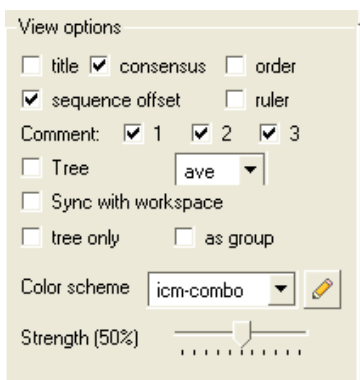 View options
title consensus order
sequence offset ruler
Comment: 1 2 3
Tree ave
Sync with workspace
tree only as group
Color scheme icm-combo
Strength (50%)